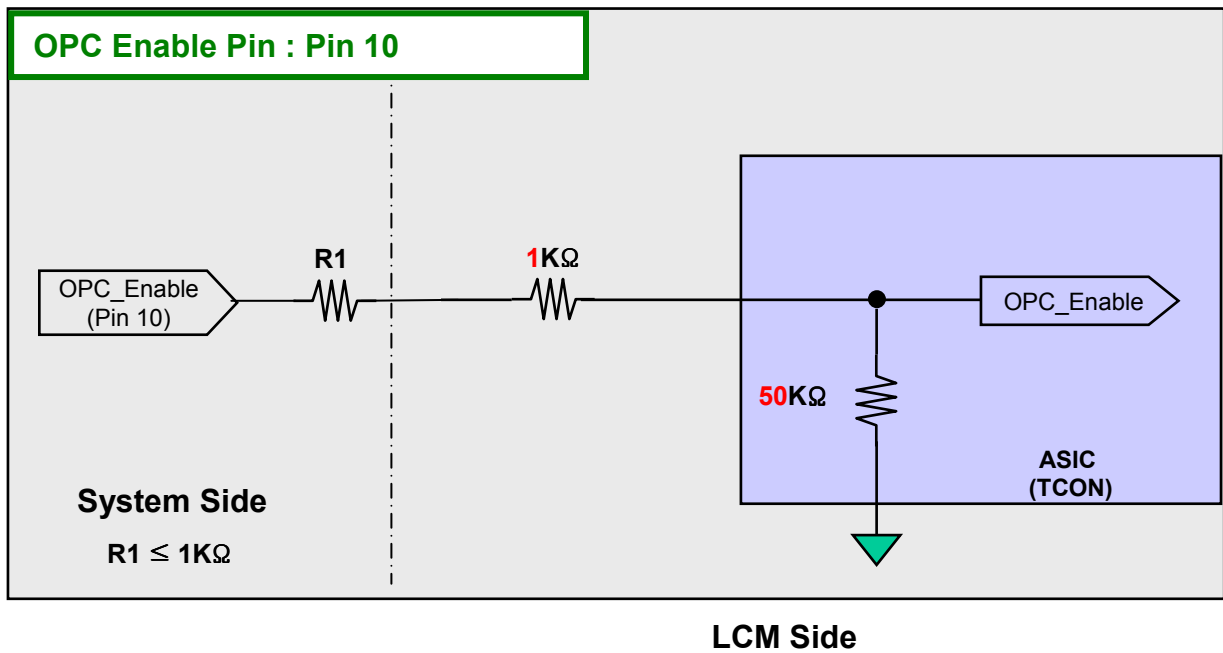 OPC Enable Pin : Pin 10
R1
1KΩ
OPC_Enable
(Pin 10)
OPC_Enable
50KΩ
ASIC
(TCON)
System Side
R1 ≤ 1KΩ
LCM Side